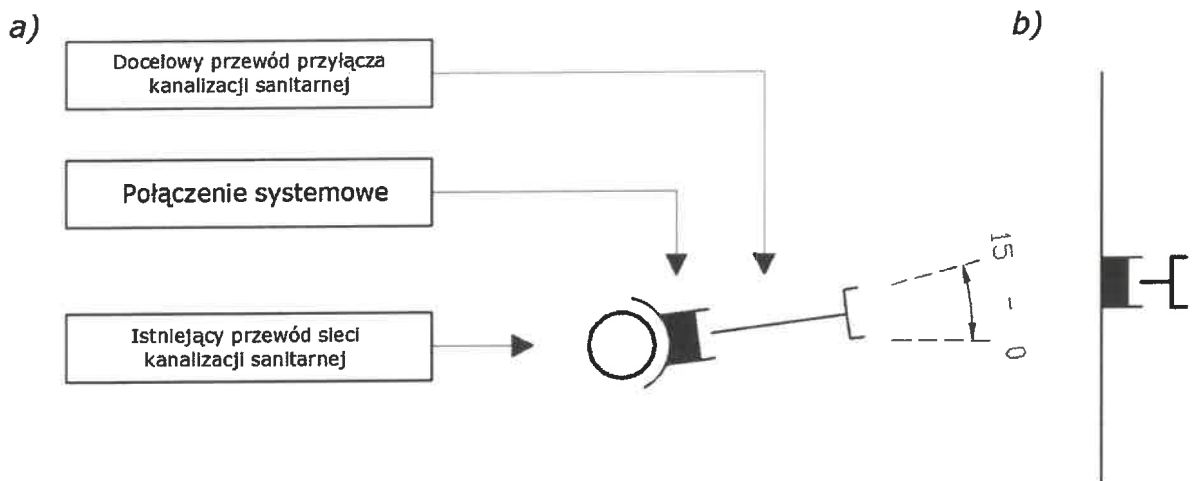 a)
Docelowy przewód przyłącza
kanalizacji sanitarnej
Połączenie systemowe
Istniejący przewód sieci
kanalizacji sanitarnej
0 - 15
b)